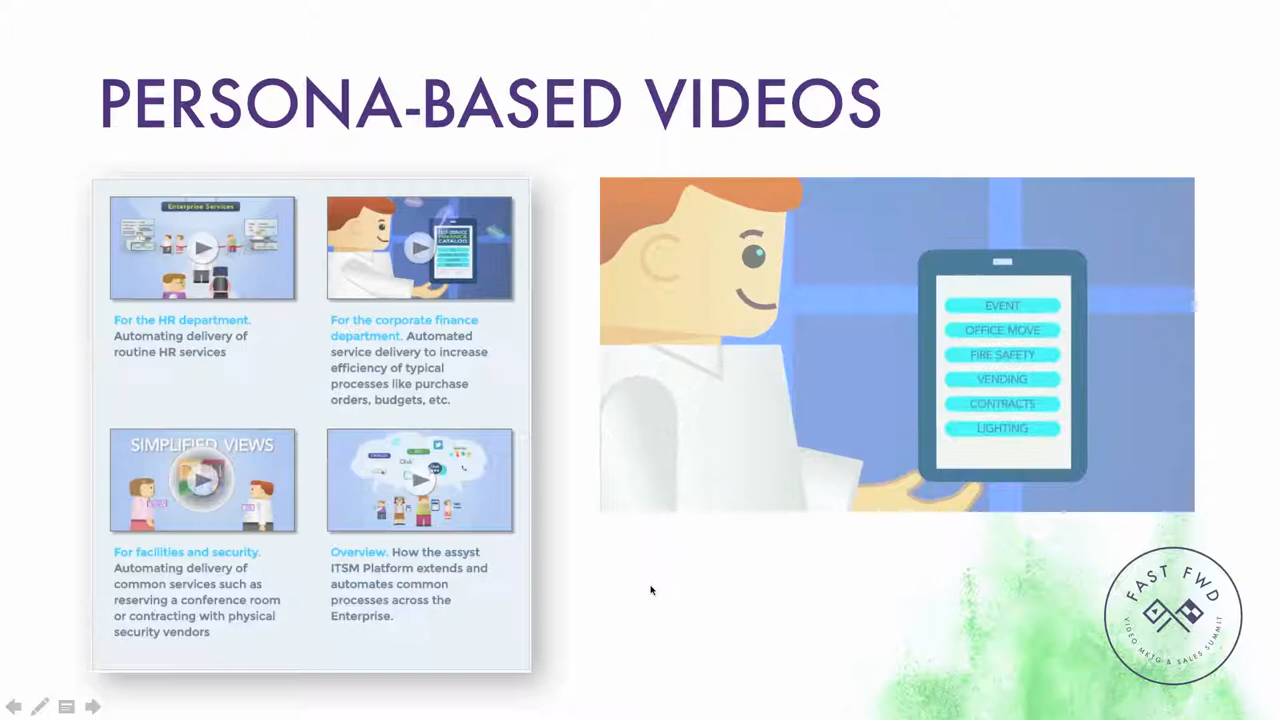 PERSONA-BASED VIDEOS
Enterprise Services
SELF-SERVICE
FINANCE
CATALOG
For the HR department.
Automating delivery of
routine HR services
For the corporate finance
department. Automated
service delivery to increase
efficiency of typical
processes like purchase
orders, budgets, etc.
SIMPLIFIED VIEWS
For facilities and security.
Automating delivery of
common services such as
reserving a conference room
or contracting with physical
security vendors
Overview. How the assyst
ITSM Platform extends and
automates common
processes across the
Enterprise.
EVENT
OFFICE MOVE
FIRE SAFETY
VENDING
CONTRACTS
LIGHTING
FAST FWD
VIDEO MKTG & SALES SUMMIT